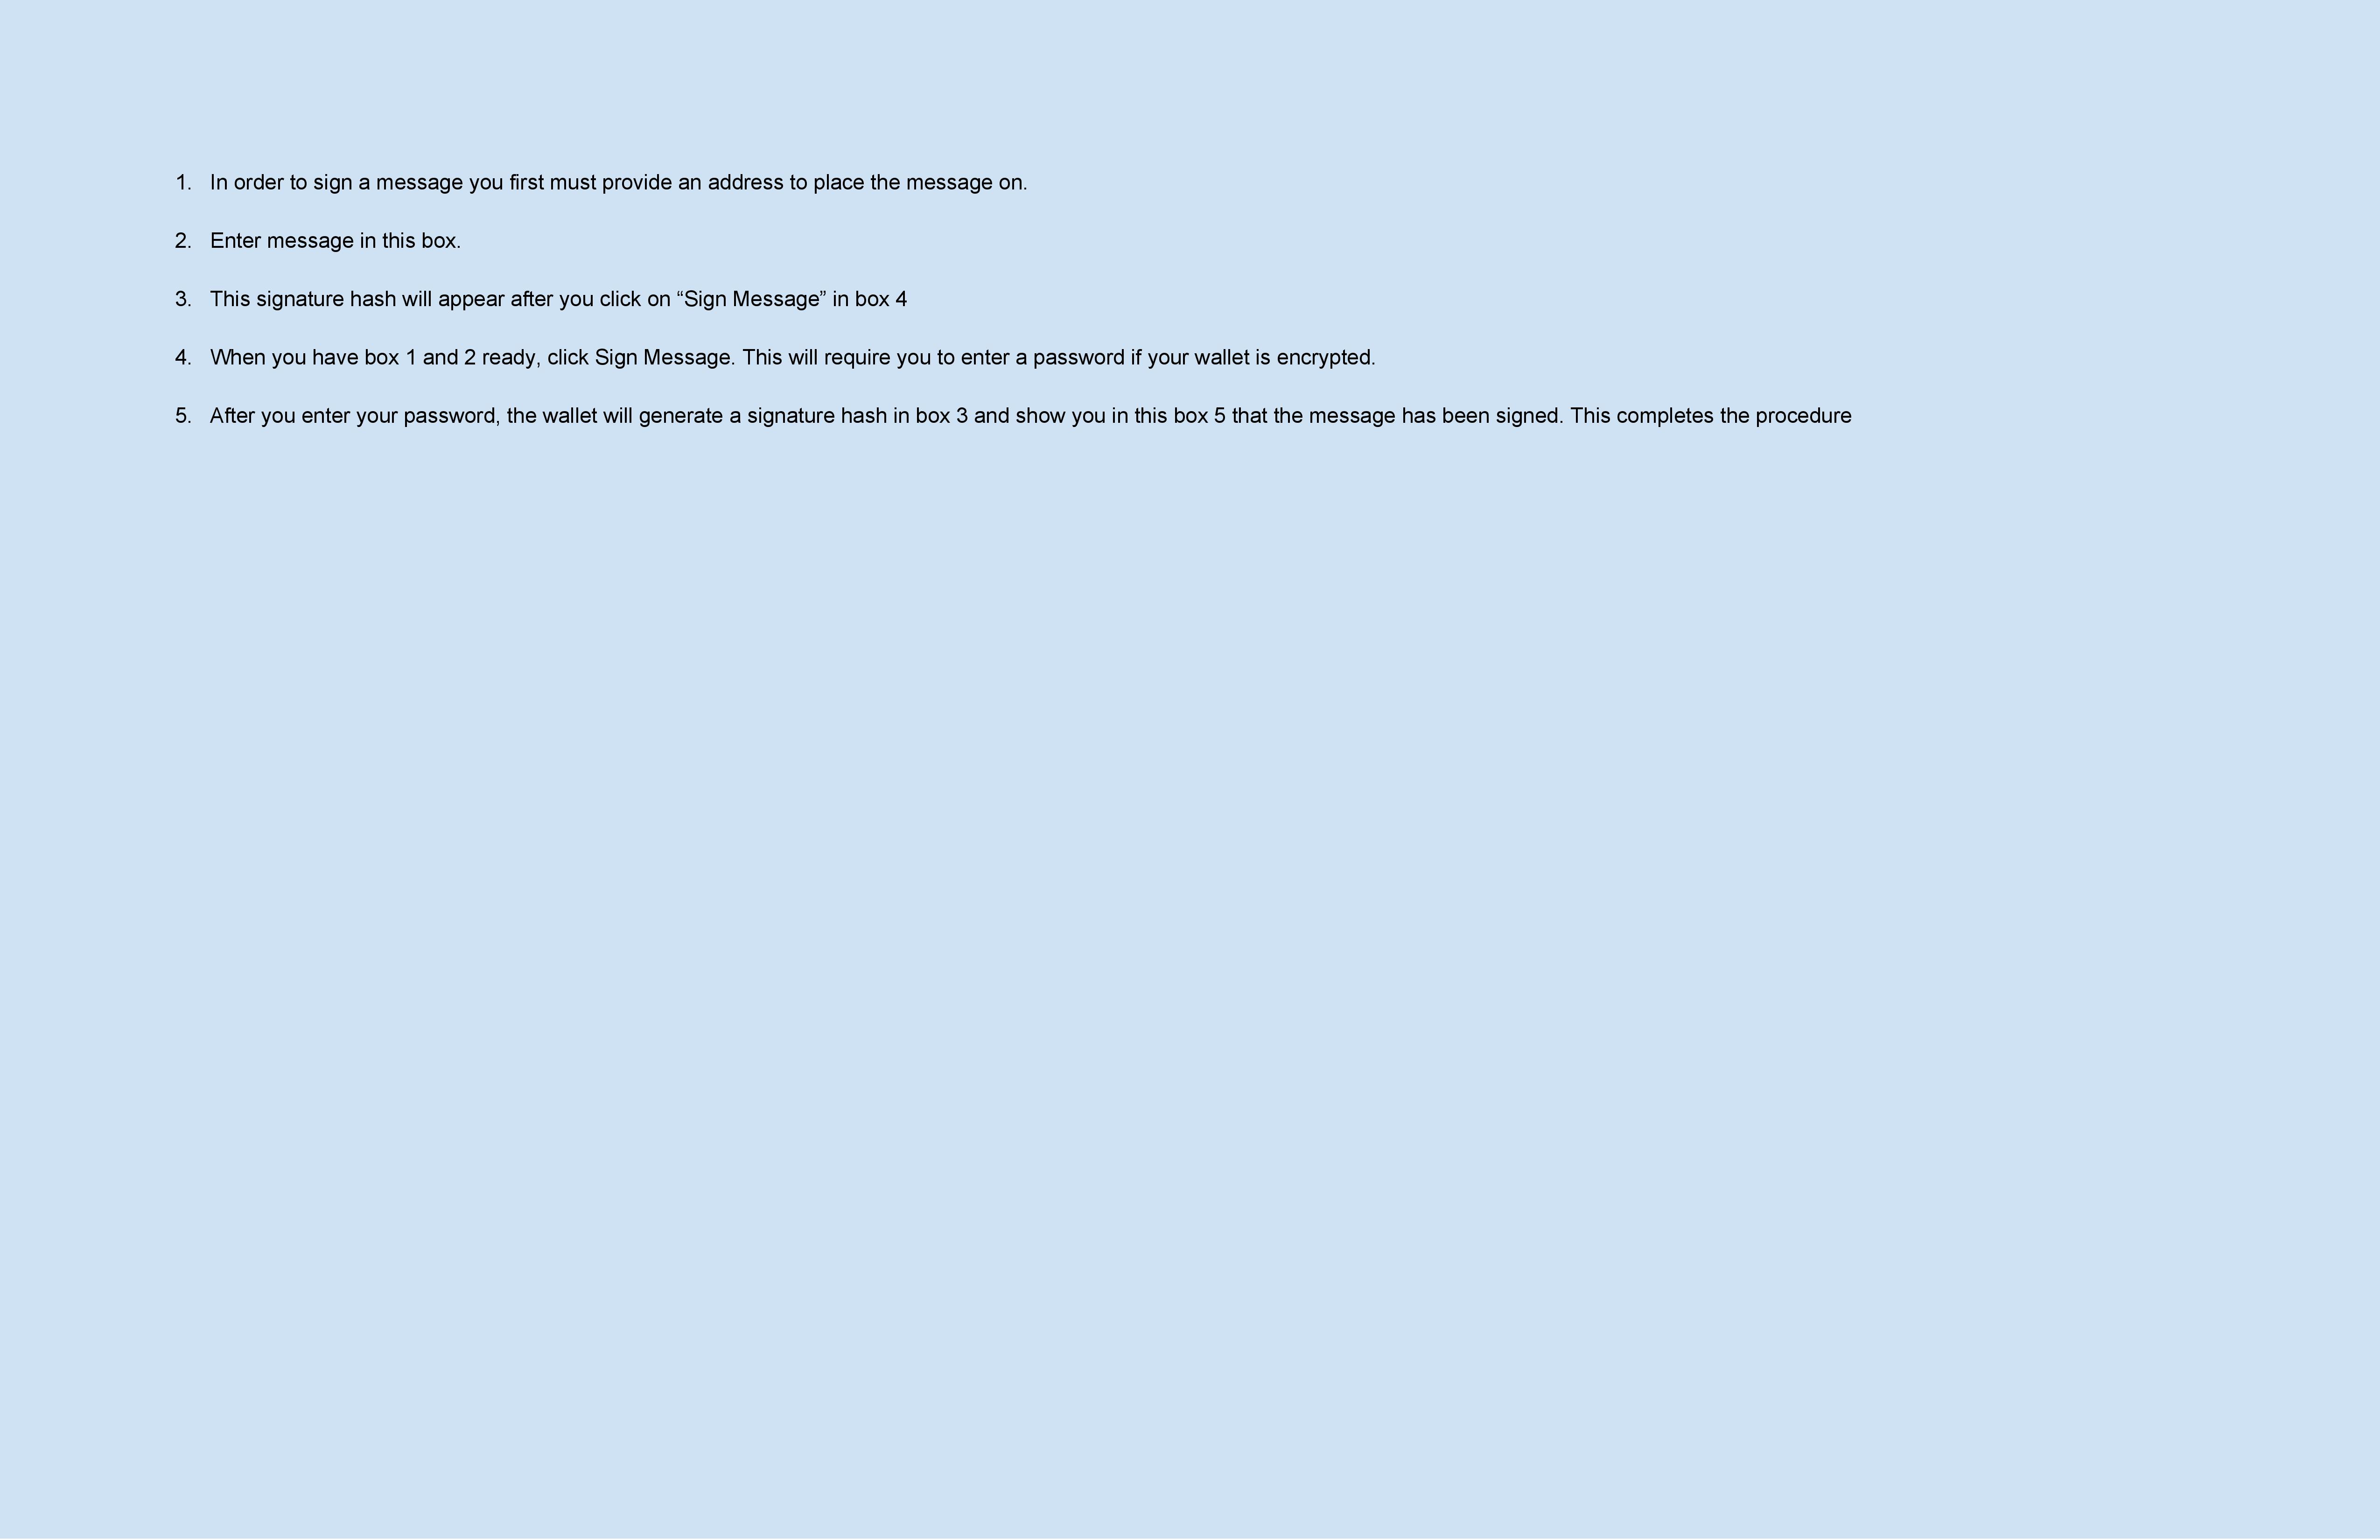 1. In order to sign a message you first must provide an address to place the message on.
2. Enter message in this box.
3. This signature hash will appear after you click on “Sign Message” in box 4
4. When you have box 1 and 2 ready, click Sign Message. This will require you to enter a password if your wallet is encrypted.
5. After you enter your password, the wallet will generate a signature hash in box 3 and show you in this box 5 that the message has been signed. This completes the procedure